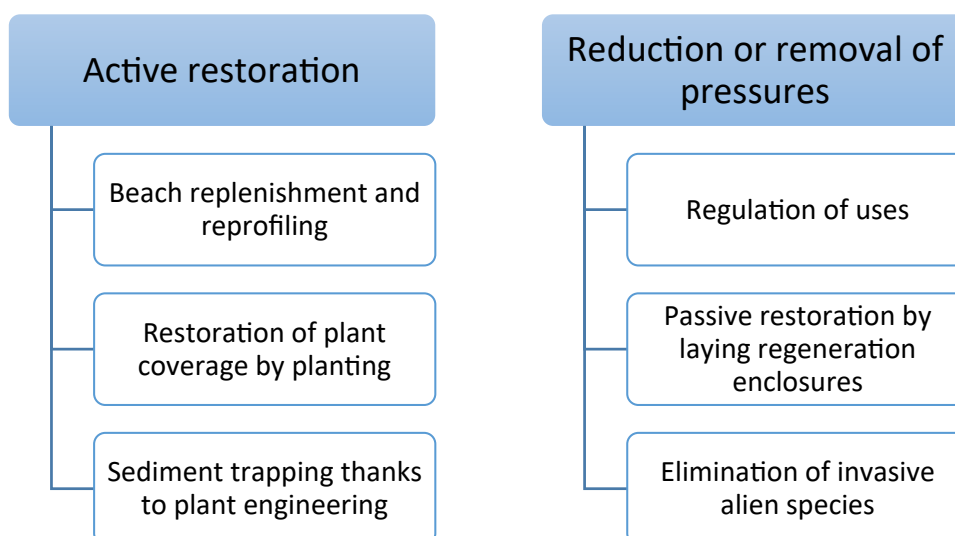 Active restoration
Beach replenishment and
reprofiling
Restoration of plant
coverage by planting
Sediment trapping thanks
to plant engineering
Reduction or removal of
pressures
Regulation of uses
Passive restoration by
laying regeneration
enclosures
Elimination of invasive
alien species